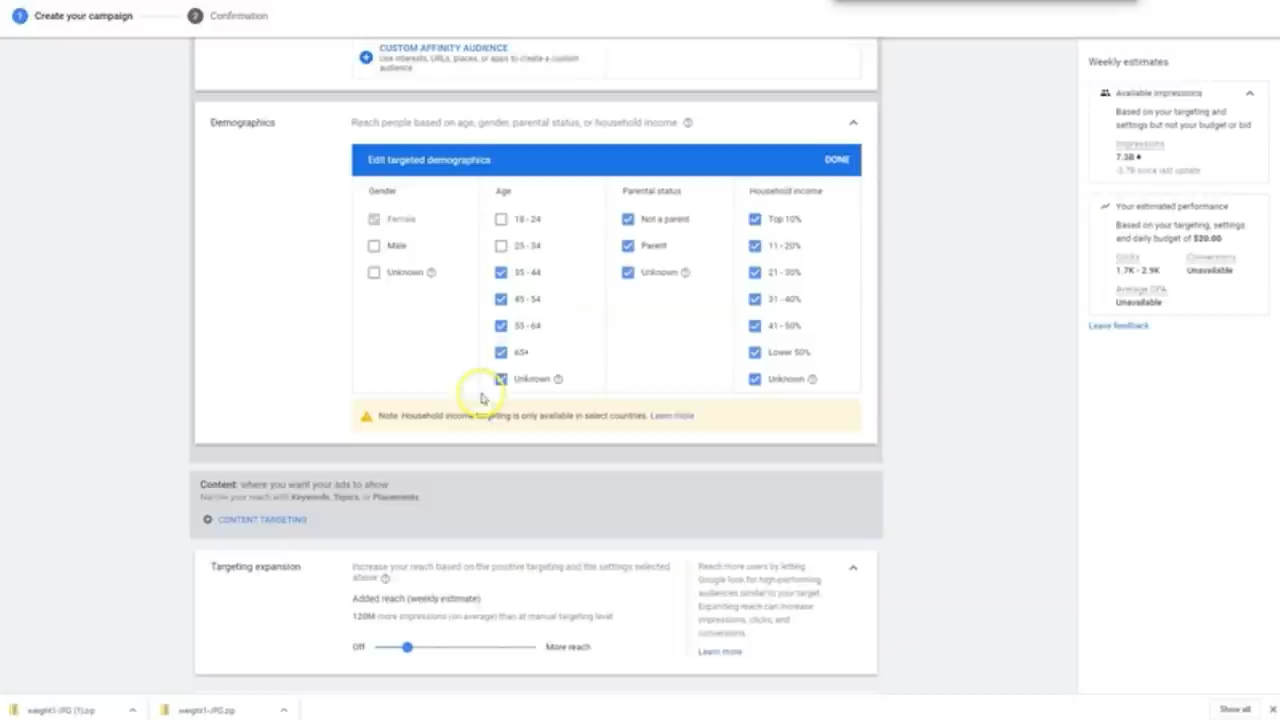 1 Create your campaign
2 Confirmation
CUSTOM AFFINITY AUDIENCE
Use interests, URLs, places, or apps to create a custom
audience
Demographics
Reach people based on age, gender, parental status, or household income
Edit targeted demographics
DONE
Gender
Female
Male
Unknown
Age
18 - 24
25 - 34
35 - 44
45 - 54
55 - 64
65+
Unknown
Parental status
Not a parent
Parent
Unknown
Household income
Top 10%
11 - 20%
21 - 30%
31 - 40%
41 - 50%
Lower 50%
Unknown
Note: Household income targeting is only available in select countries. Learn more
Content: where you want your ads to show
Narrow your reach with Keywords, Topics, or Placements
CONTENT TARGETING
Targeting expansion
Increase your reach based on the positive targeting and the settings selected
above
Added reach (weekly estimate)
120M more impressions (on average) than at manual targeting level
Off
More reach
Reach more users by letting
Google look for high-performing
audiences similar to your target.
Expanding reach can increase
impressions, clicks, and
conversions.
Learn more
Weekly estimates
Available impressions
Based on your targeting and
settings but not your budget or bid
Impressions
7.3B
-3.7B since last update
Your estimated performance
Based on your targeting, settings
and daily budget of $20.00
Clicks
1.7K - 2.9K
Conversions
Unavailable
Average CPA
Unavailable
Leave feedback
Show all